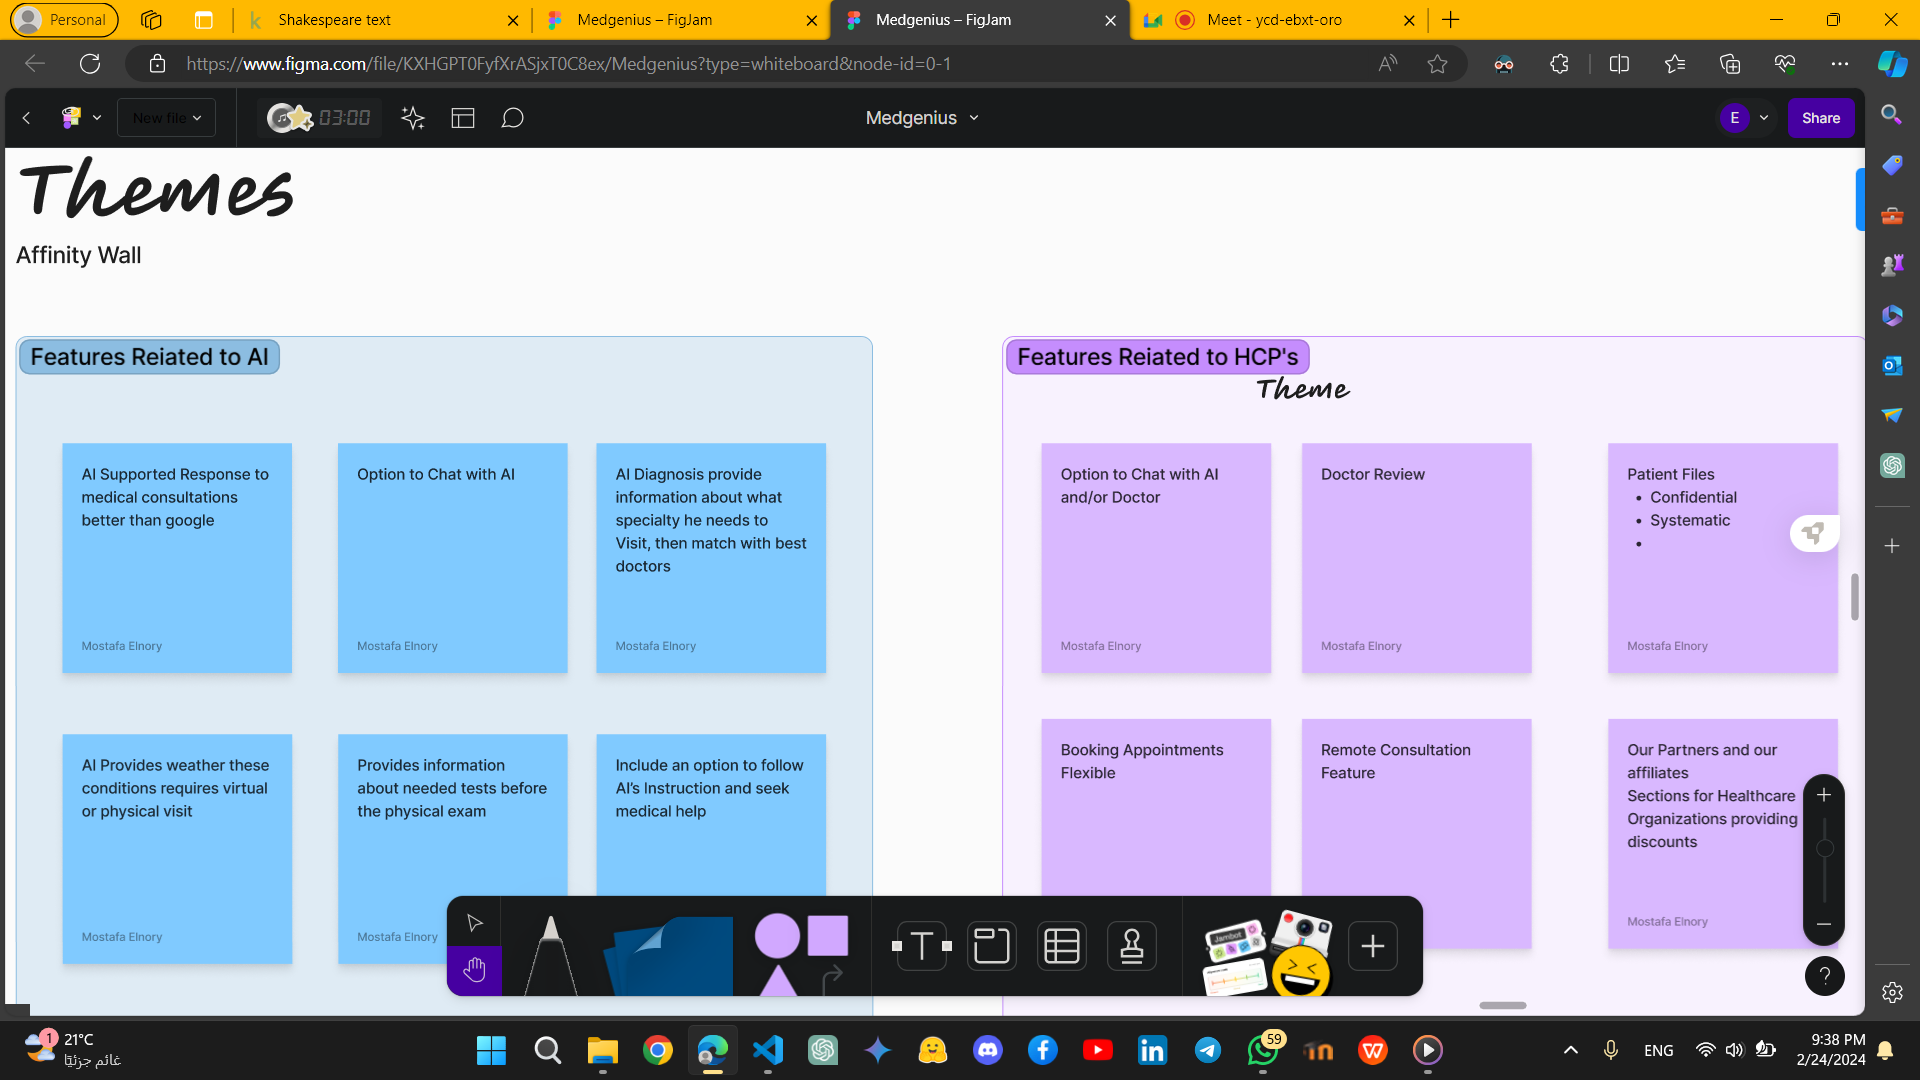 Personal
Shakespeare text
Medgenius – FigJam
Medgenius – FigJam
Meet - ycd-ebxt-oro
https://www.figma.com/file/KXHGPT0FyfXrASjxT0C8ex/Medgenius?type=whiteboard&node-id=0-1
New file
03:00
Medgenius
E
Share
Themes
Affinity Wall
Features Reiated to AI
AI Supported Response to
medical consultations
better than google
Mostafa Elnory
Option to Chat with AI
Mostafa Elnory
AI Diagnosis provide
information about what
specialty he needs to
Visit, then match with best
doctors
Mostafa Elnory
AI Provides weather these
conditions requires virtual
or physical visit
Mostafa Elnory
Provides information
about needed tests before
the physical exam
Mostafa Elnory
Include an option to follow
AI's Instruction and seek
medical help
Features Reiated to HCP's
Theme
Option to Chat with AI
and/or Doctor
Mostafa Elnory
Doctor Review
Mostafa Elnory
Patient Files
• Confidential
• Systematic
•
Mostafa Elnory
Booking Appointments
Flexible
Remote Consultation
Feature
Our Partners and our
affiliates
Sections for Healthcare
Organizations providing
discounts
Mostafa Elnory
Jambot
1
21°C
غائم جزئيًا
59
ENG
9:38 PM
2/24/2024